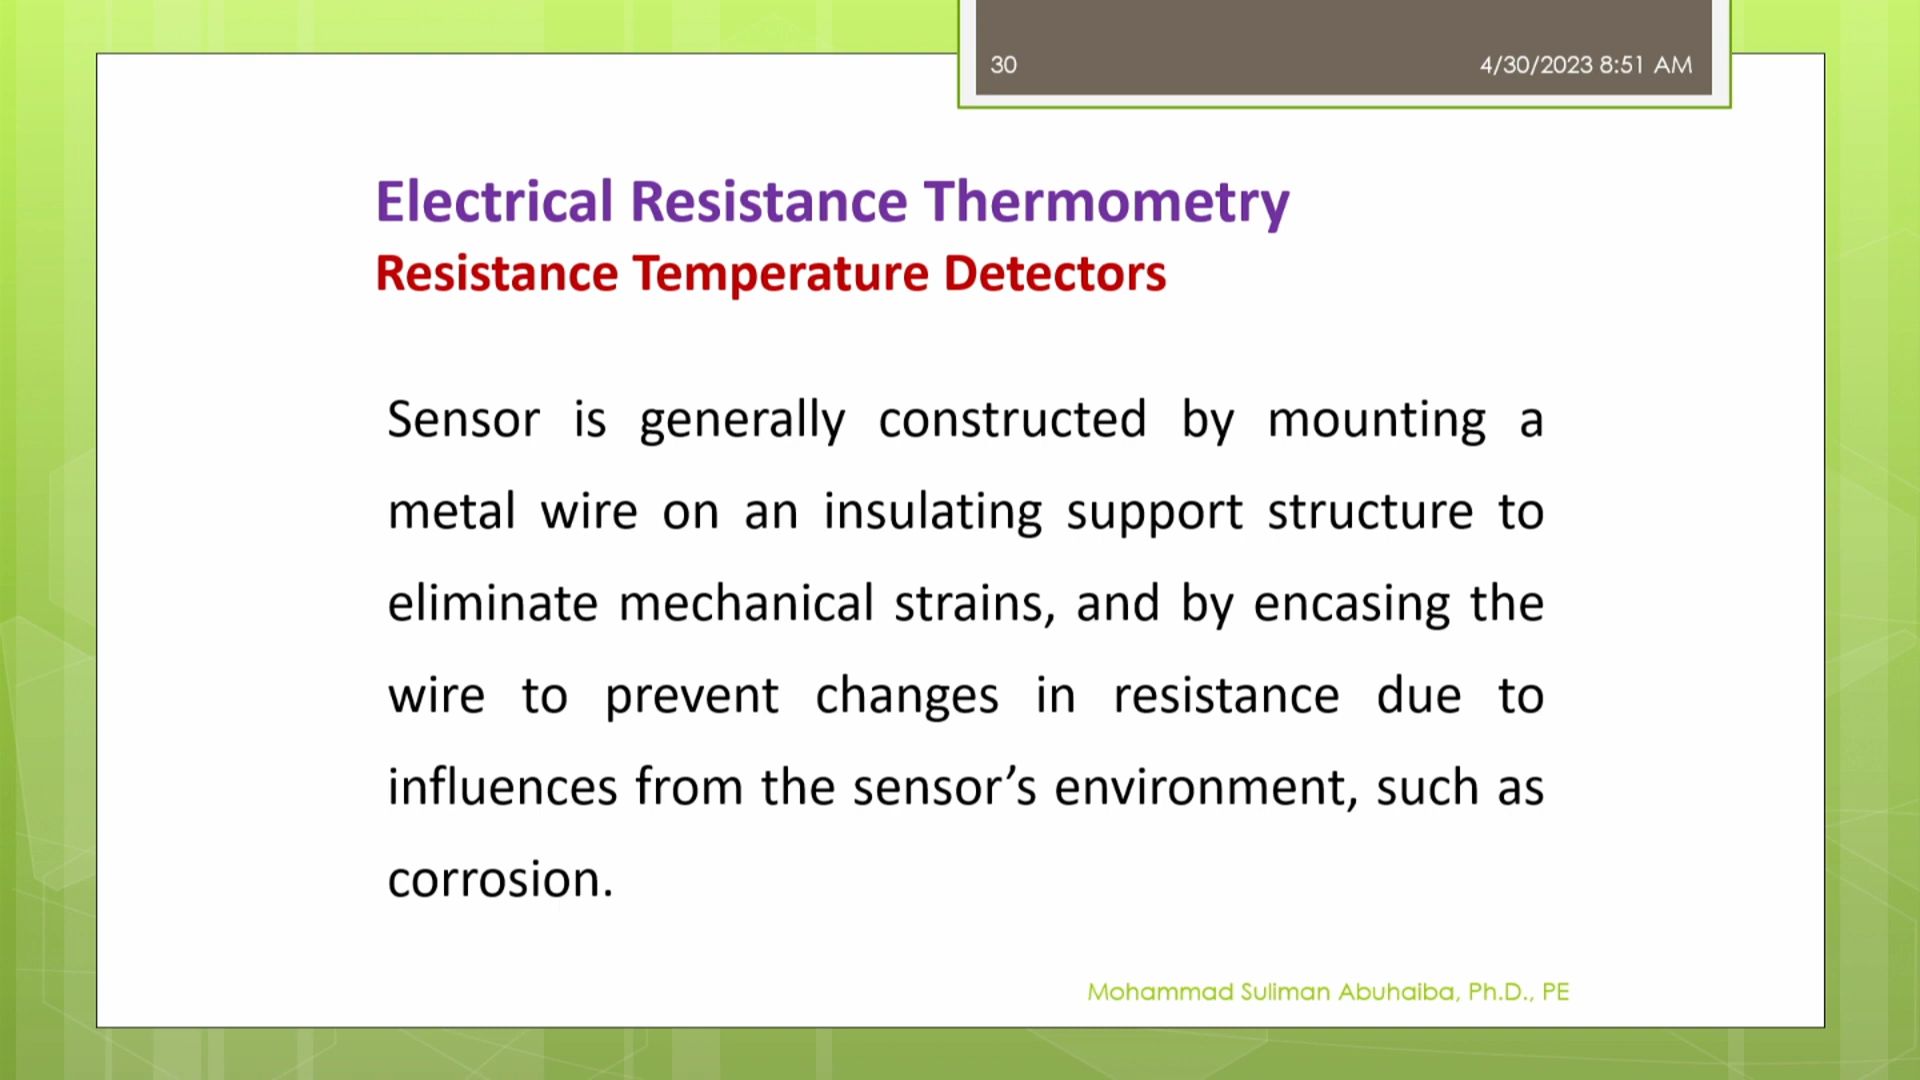 30
4/30/2023 8:51 AM
Electrical Resistance Thermometry
Resistance Temperature Detectors
Sensor is generally constructed by mounting a
metal wire on an insulating support structure to
eliminate mechanical strains, and by encasing the
wire to prevent changes in resistance due to
influences from the sensor’s environment, such as
corrosion.
Mohammad Suliman Abuhaiba, Ph.D., PE